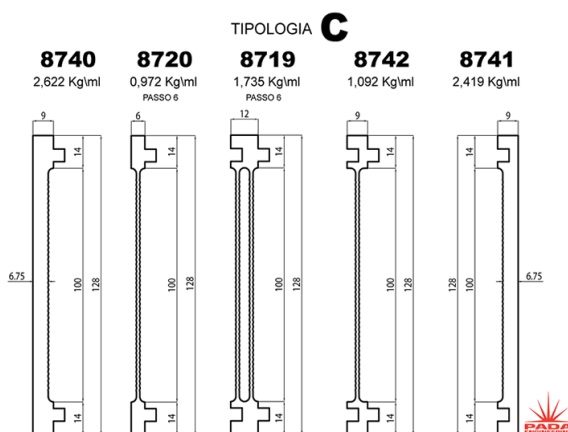 TIPOLOGIA C
8740 8720 8719 8742 8741
2,622 Kg\ml 0,972 Kg\ml 1,735 Kg\ml 1,092 Kg\ml 2,419 Kg\ml
PASSO 6 PASSO 6
9 6 12 9 9
14 14 14 14 14
6.75 100 128 100 128 100 128 100 128 128 100 6.75
14 14 14 14 14
PADA
ENGINEERING